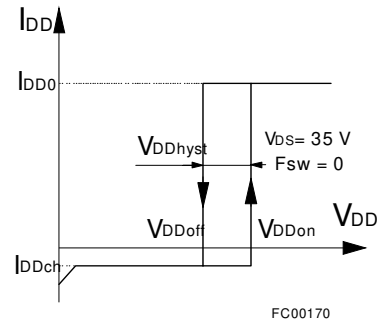 IDD
IDD0
VDDhyst
VDS= 35 V
Fsw = 0
VDDoff
VDDon
VDD
IDDch
FC00170